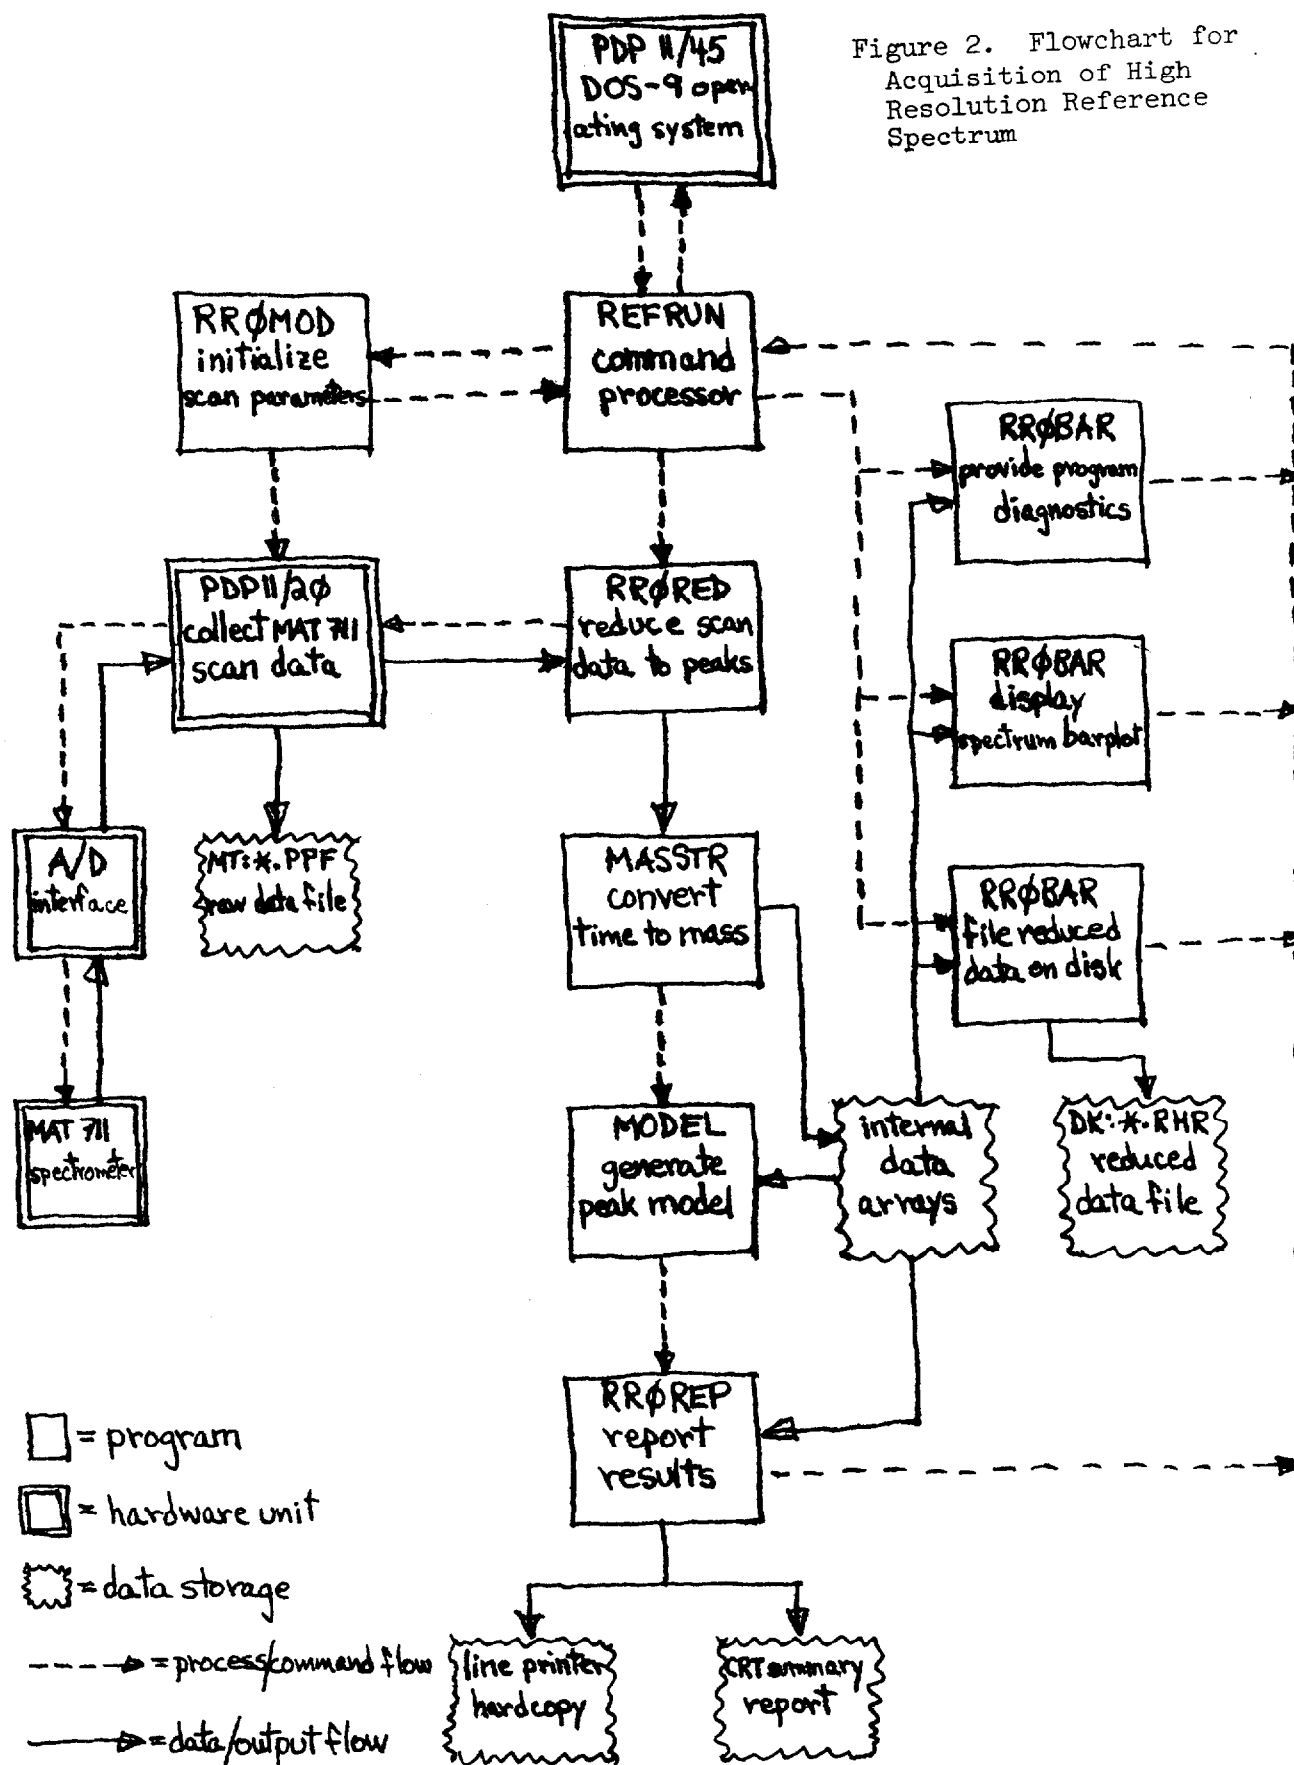 Figure 2. Flowchart for
Acquisition of High
Resolution Reference
Spectrum
PDP 11/45
DOS-9 oper
ating system
RRØMOD
initialize
scan parameters
REFRUN
command
processor
RRØBAR
provide program
diagnostics
PDP11/2Ø
collect MAT 711
scan data
RRØRED
reduce scan
data to peaks
RRØBAR
display
spectrum barplot
A/D
interface
MT:*.PPF
raw data file
MASSTR
convert
time to mass
RRØBAR
file reduced
data on disk
MAT 711
spectrometer
MODEL
generate
peak model
internal
data
arrays
DK:*.RHR
reduced
data file
RRØREP
report
results
= program
= hardware unit
= data storage
= process/command flow
= data/output flow
line printer
hardcopy
CRT summary
report